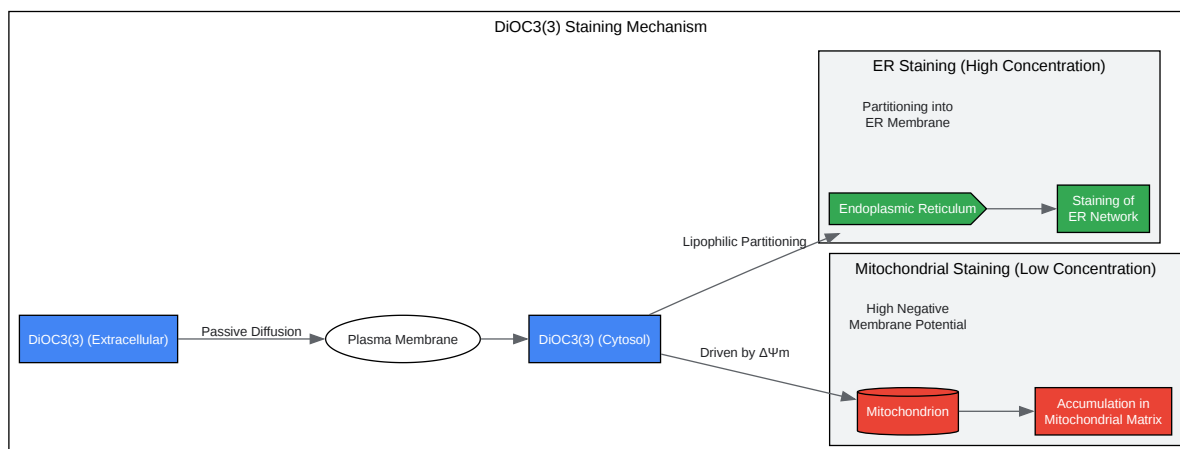 DiOC3(3) Staining Mechanism
ER Staining (High Concentration)
Partitioning into
ER Membrane
Endoplasmic Reticulum
Staining of
ER Network
Lipophilic Partitioning
Mitochondrial Staining (Low Concentration)
High Negative
Membrane Potential
DiOC3(3) (Extracellular)
Passive Diffusion
Plasma Membrane
DiOC3(3) (Cytosol)
Driven by ΔΨm
Mitochondrion
Accumulation in
Mitochondrial Matrix